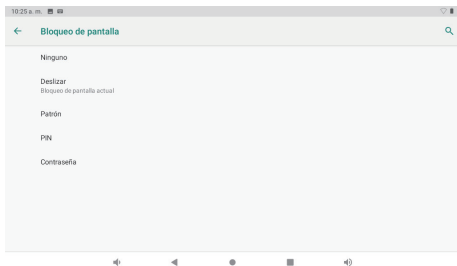 10:25 a. m.
Bloqueo de pantalla
Ninguno
Deslizar
Bloqueo de pantalla actual
Patrón
PIN
Contraseña